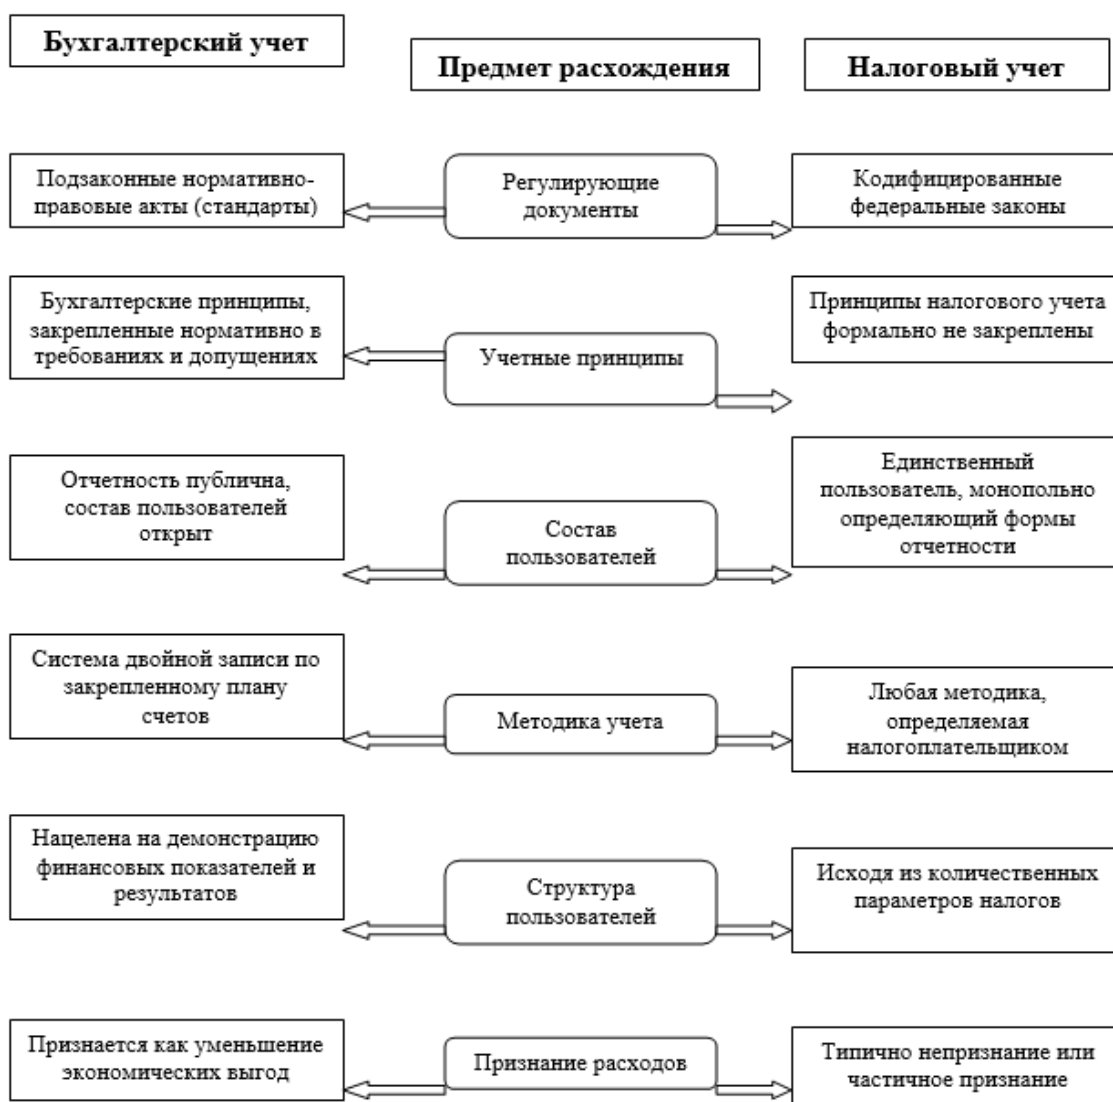 Бухгалтерский учет
Предмет расхождения
Налоговый учет
Подзаконные нормативно-
правовые акты (стандарты)
Регулирующие
документы
Кодифицированные
федеральные законы
Бухгалтерские принципы,
закрепленные нормативно в
требованиях и допущениях
Учетные принципы
Принципы налогового учета
формально не закреплены
Отчетность публична,
состав пользователей
открыт
Состав
пользователей
Единственный
пользователь, монопольно
определяющий формы
отчетности
Система двойной записи по
закрепленному плану
счетов
Методика учета
Любая методика,
определяемая
налогоплательщиком
Нацелена на демонстрацию
финансовых показателей и
результатов
Структура
пользователей
Исходя из количественных
параметров налогов
Признается как уменьшение
экономических выгод
Признание расходов
Типично непризнание или
частичное признание